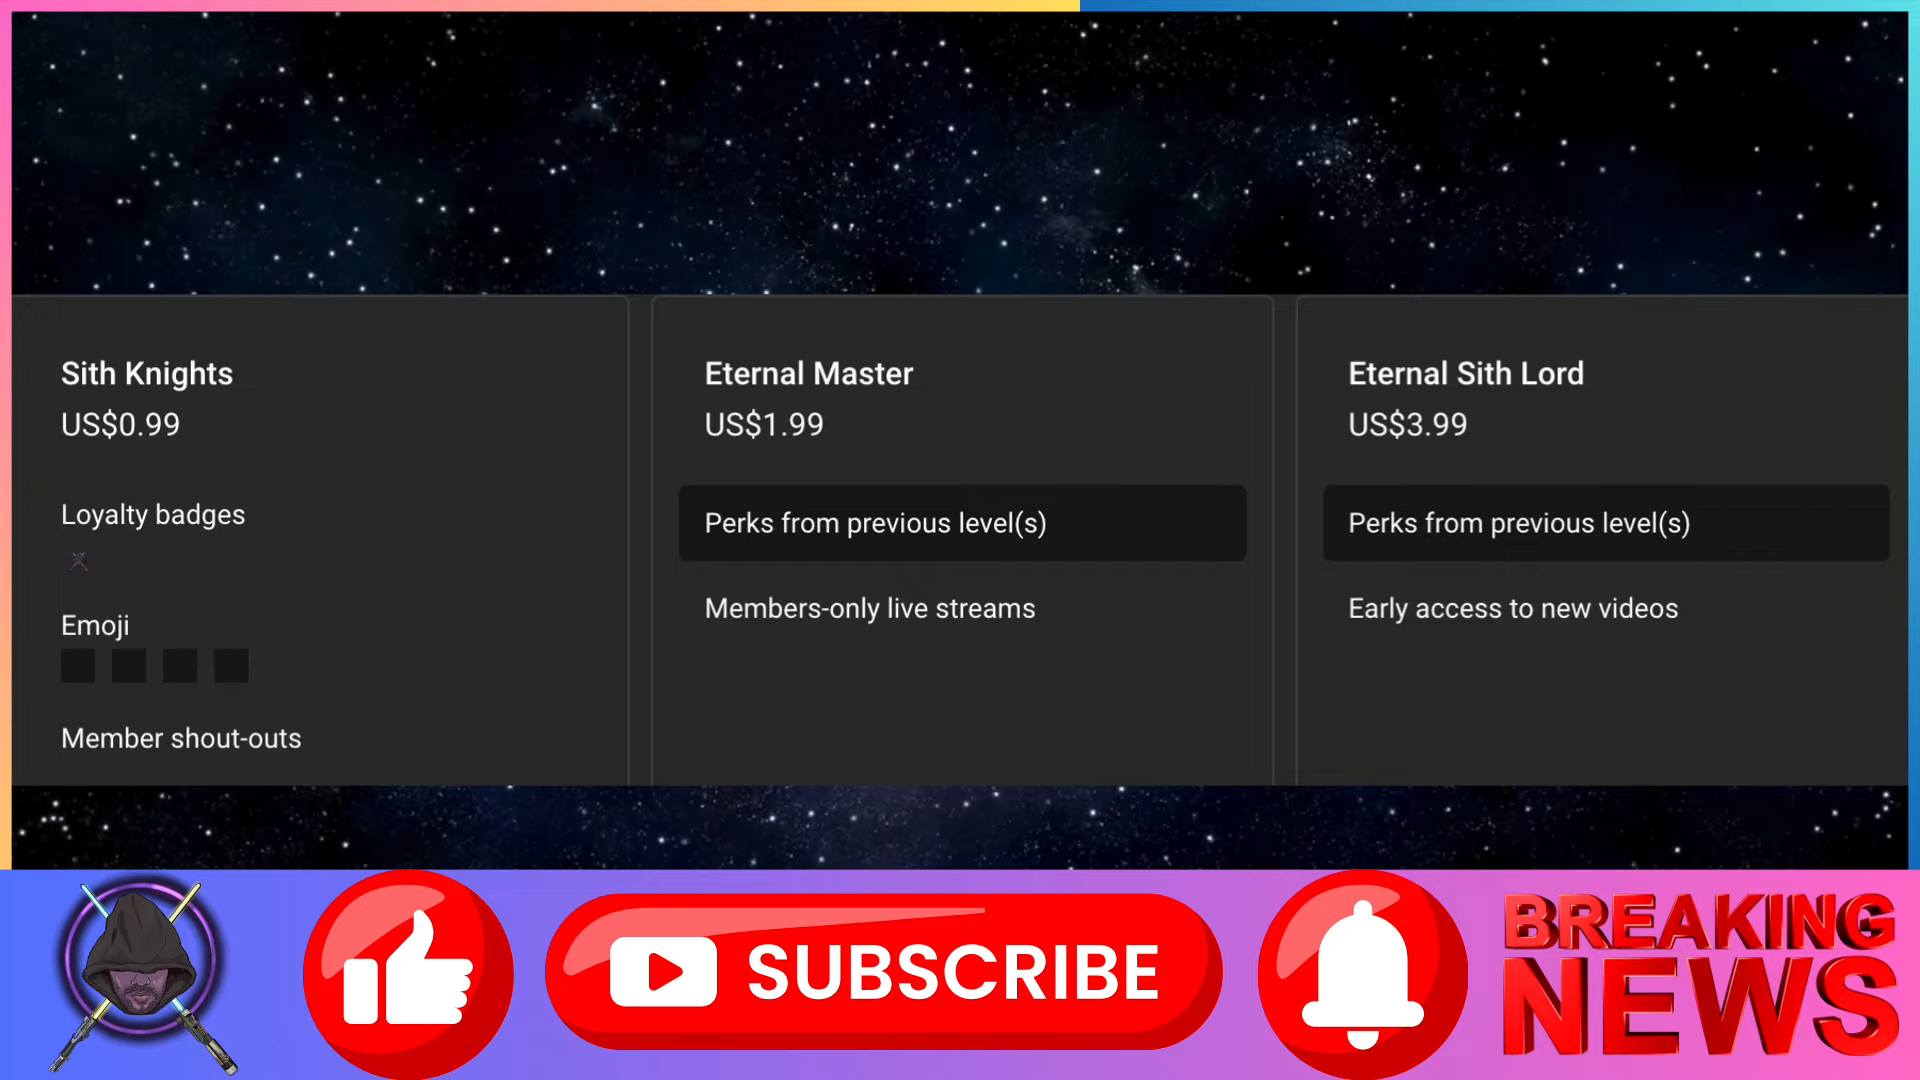 Sith Knights
US$0.99
Loyalty badges
Emoji
Member shout-outs
Eternal Master
US$1.99
Perks from previous level(s)
Members-only live streams
Eternal Sith Lord
US$3.99
Perks from previous level(s)
Early access to new videos
SUBSCRIBE
BREAKING
NEWS